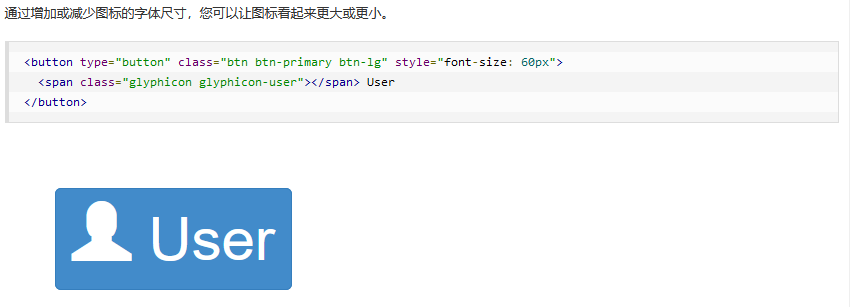 通过增加或减少图标的字体尺寸，您可以让图标看起来更大或更小。
<button type="button" class="btn btn-primary btn-lg" style="font-size: 60px">
<span class="glyphicon glyphicon-user"></span> User
</button>
User